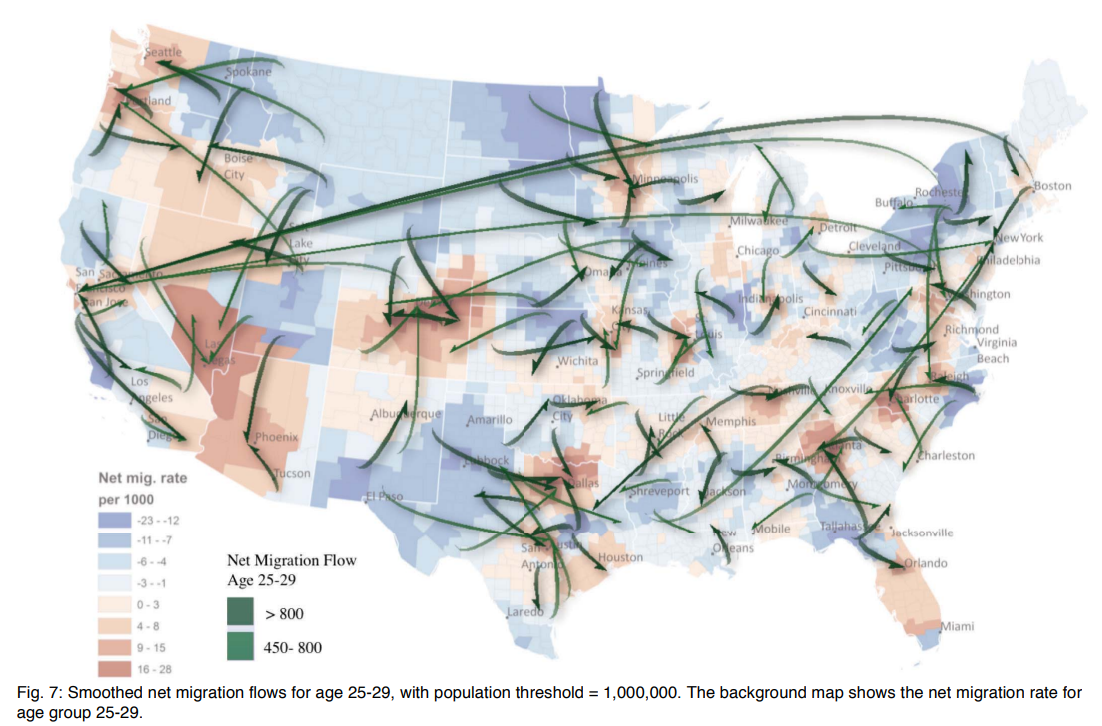 Seattle
Spokane
Portland
Boise
City
Minneapolis
Rochester
Buffalo
Boston
Milwaukee
Detroit
Lake
City
New York
Cleveland
Chicago
Pittsburgh
Philadelphia
San
Sacramento
Francisco
San Jose
Omaha
Moines
Indianapolis
Washington
Kansas
Cincinnati
Louis
Richmond
Virginia
Beach
Las
Vegas
Wichita
Springfield
Los
Angeles
Nashville
Knoxville
Raleigh
Charlotte
Oklahoma
City
Albuquerque
Amarillo
Little
Rock
Memphis
San
Diego
Phoenix
Atlanta
Birmingham
Charleston
Lubbock
Tucson
Dallas
Shreveport
Jackson
Montgomery
El Paso
Mobile
Tallahassee
Jacksonville
New
Orleans
San
Austin
Antonio
Houston
Orlando
Laredo
Miami
Net mig. rate
per 1000
-23 - -12
-11 - -7
-6 - -4
-3 - -1
0 - 3
4 - 8
9 - 15
16 - 28
Net Migration Flow
Age 25-29
> 800
450- 800
Fig. 7: Smoothed net migration flows for age 25-29, with population threshold = 1,000,000. The background map shows the net migration rate for
age group 25-29.